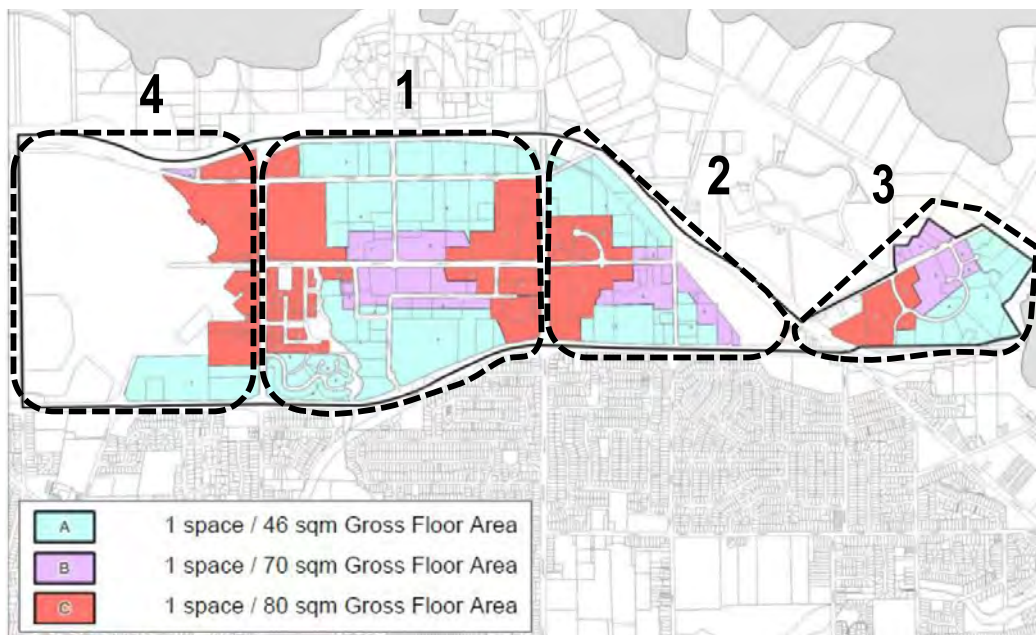 4
1
2
3
A 1 space / 46 sqm Gross Floor Area
B 1 space / 70 sqm Gross Floor Area
C 1 space / 80 sqm Gross Floor Area